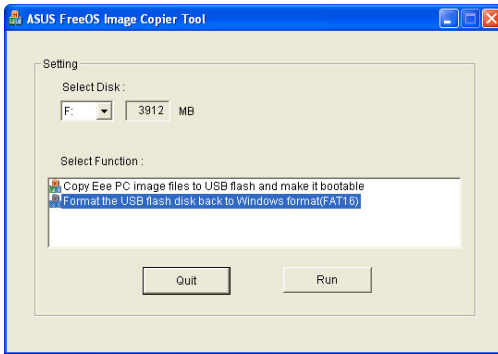 ASUS FreeOS Image Copier Tool
Setting
Select Disk :
F: 3912 MB
Select Function :
Copy Eee PC image files to USB flash and make it bootable
Format the USB flash disk back to Windows format(FAT16)
Quit Run